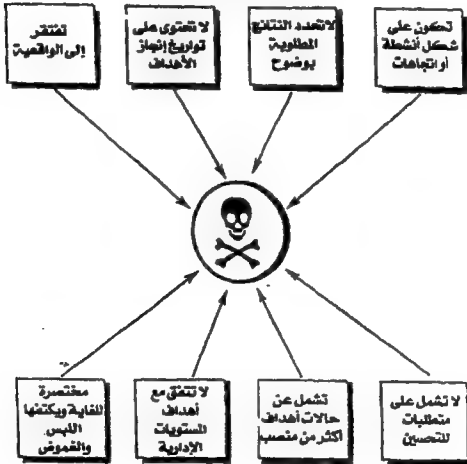 تكون على
شكل أنشطة
أو اتجاهات
لا تحدد النتائج
المطلوبة
بوضوح
لا تحتوى على
تواريخ إنجاز
الأهداف
تفتقر
إلى الواقعية
لا تشمل على
متطلبات
للتحسين
تشمل عن
حالات أهداف
أكثر من منصب
لا تتفق مع
أهداف
المستويات
الإدارية
مختصرة
للغاية ويكتنفها
اللبس
والغموض